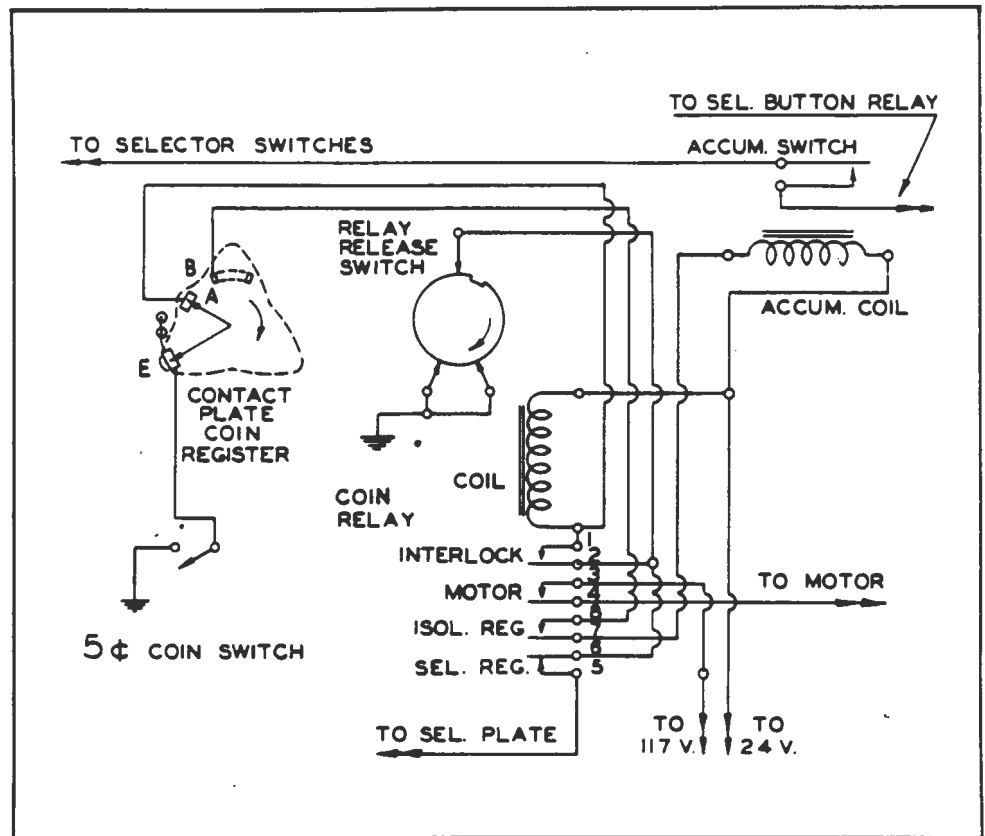 TO SEL. BUTTON RELAY
TO SELECTOR SWITCHES
ACCUM. SWITCH
RELAY
RELEASE
SWITCH
B
A
E
ACCUM. COIL
CONTACT
PLATE
COIN
REGISTER
COIL
COIN
RELAY
1
INTERLOCK
2
3
MOTOR
4
TO MOTOR
8
ISOL. REG
7
6
SEL. REG.
5
5¢ COIN SWITCH
TO SEL. PLATE
TO
117 V.
TO
24 V.